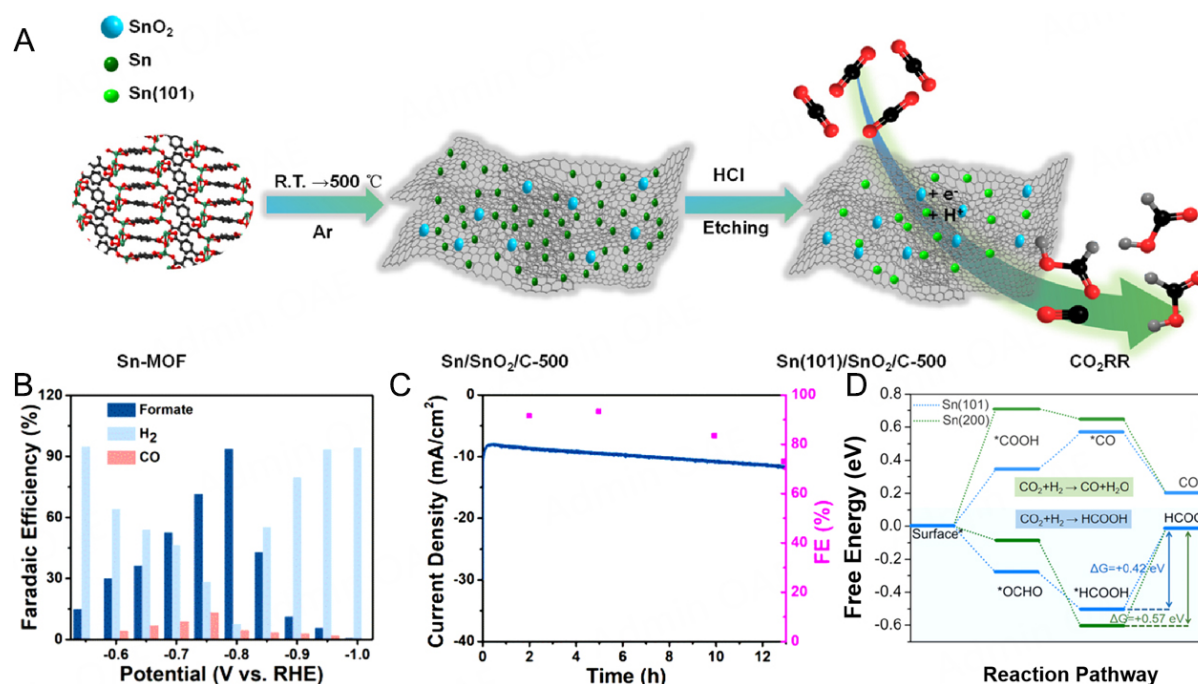 A
SnO2
Sn
Sn(101)
R.T. →500 ℃
Ar
HCl
Etching
+ e-
+ H+
Sn-MOF
Sn/SnO2/C-500
Sn(101)/SnO2/C-500
CO2RR
B
Faradaic Efficiency (%)
120
90
60
30
0
Formate
H2
CO
-0.6
-0.7
-0.8
-0.9
-1.0
Potential (V vs. RHE)
C
Current Density (mA/cm2)
0
-10
-20
-30
-40
0
4
8
12
Time (h)
100
80
60
40
20
0
FE (%)
D
Free Energy (eV)
0.8
0.6
0.4
0.2
0.0
-0.2
-0.4
-0.6
Sn(101)
Sn(200)
*COOH
*CO
CO
CO2+H2→ CO+H2O
CO2+H2→ HCOOH
HCOO
Surface*
ΔG=+0.42 eV
*OCHO
*HCOOH
ΔG=+0.57 eV
Reaction Pathway